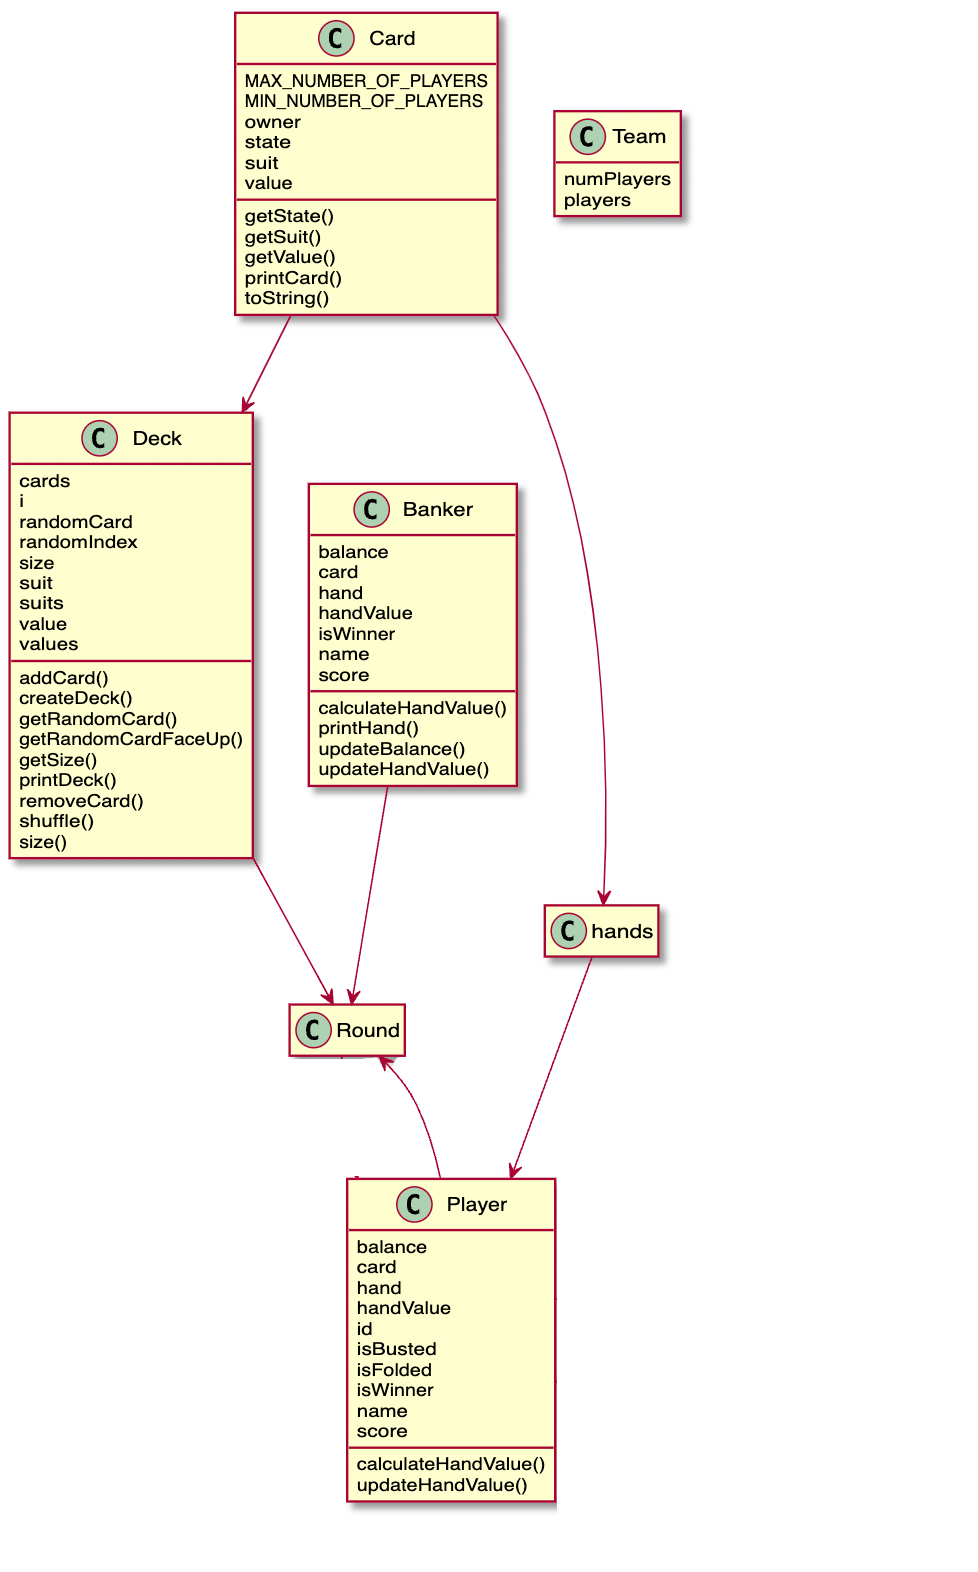 C Card
MAX_NUMBER_OF_PLAYERS
MIN_NUMBER_OF_PLAYERS
owner
state
suit
value
getState()
getSuit()
getValue()
printCard()
toString()
C Team
numPlayers
players
C Deck
cards
i
randomCard
randomIndex
size
suit
suits
value
values
addCard()
createDeck()
getRandomCard()
getRandomCardFaceUp()
getSize()
printDeck()
removeCard()
shuffle()
size()
C Banker
balance
card
hand
handValue
isWinner
name
score
calculateHandValue()
printHand()
updateBalance()
updateHandValue()
C hands
C Round
C Player
balance
card
hand
handValue
id
isBusted
isFolded
isWinner
name
score
calculateHandValue()
updateHandValue()